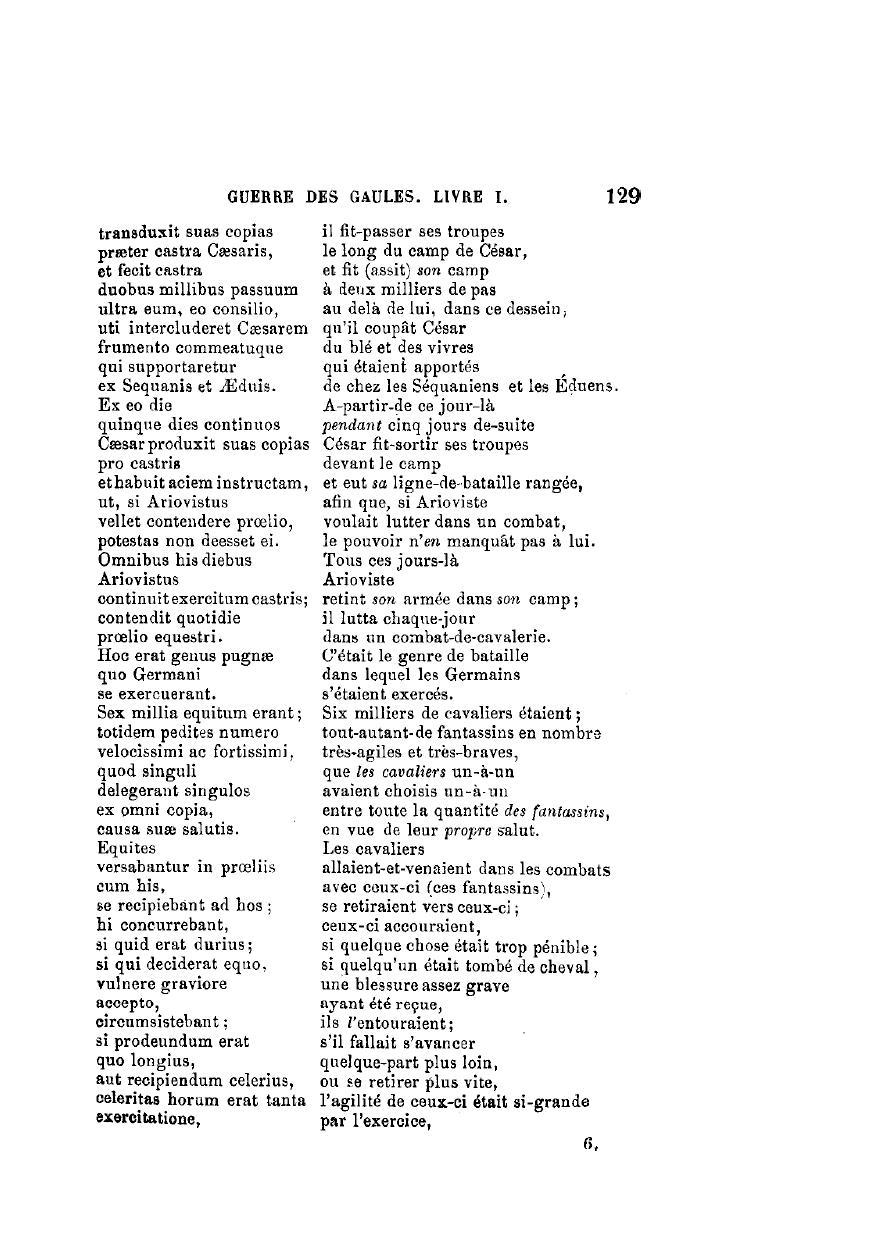 GUERRE DES GAULES. LIVRE I. 129
transduxit suas copias il fit-passer ses troupes
præter castra Cæsaris, le long du camp de César,
et fecit castra et fit (assit) son camp
duobus millibus passuum à deux milliers de pas
ultra eum, eo consilio, au delà de lui, dans ce dessein,
uti intercluderet Cæsarem qu'il coupât César
frumento commeatuque du blé et des vivres
qui supportaretur qui étaient apportés
ex Sequanis et Æduis. de chez les Séquaniens et les Éduens.
Ex eo die A-partir-de ce jour-là
quinque dies continuos pendant cinq jours de-suite
Cæsar produxit suas copias César fit-sortir ses troupes
pro castris devant le camp
et habuit aciem instructam, et eut sa ligne-de-bataille rangée,
ut, si Ariovistus afin que, si Arioviste
vellet contendere prœlio, voulait lutter dans un combat,
potestas non deesset ei. le pouvoir n'en manquât pas à lui.
Omnibus his diebus Tous ces jours-là
Ariovistus Arioviste
continuit exercitum castris; retint son armée dans son camp;
contendit quotidie il lutta chaque-jour
prœlio equestri. dans un combat-de-cavalerie.
Hoc erat genus pugnæ C'était le genre de bataille
quo Germani dans lequel les Germains
se exercuerant. s'étaient exercés.
Sex millia equitum erant; Six milliers de cavaliers étaient;
totidem pedites numero tout-autant-de fantassins en nombre
velocissimi ac fortissimi, très-agiles et très-braves,
quod singuli que les cavaliers un-à-un
delegerant singulos avaient choisis un-à-un
ex omni copia, entre toute la quantité des fantassins,
causa suæ salutis. en vue de leur propre salut.
Equites Les cavaliers
versabantur in prœliis allaient-et-venaient dans les combats
cum his, avec ceux-ci (ces fantassins),
se recipiebant ad hos; se retiraient vers ceux-ci;
hi concurrebant, ceux-ci accouraient,
si quid erat durius; si quelque chose était trop pénible;
si qui deciderat equo, si quelqu'un était tombé de cheval,
vulnere graviore une blessure assez grave
accepto, ayant été reçue,
circumsistebant; ils l'entouraient;
si prodeundum erat s'il fallait s'avancer
quo longius, quelque-part plus loin,
aut recipiendum celerius, ou se retirer plus vite,
celeritas horum erat tanta l'agilité de ceux-ci était si-grande
exercitatione, par l'exercice,
6.